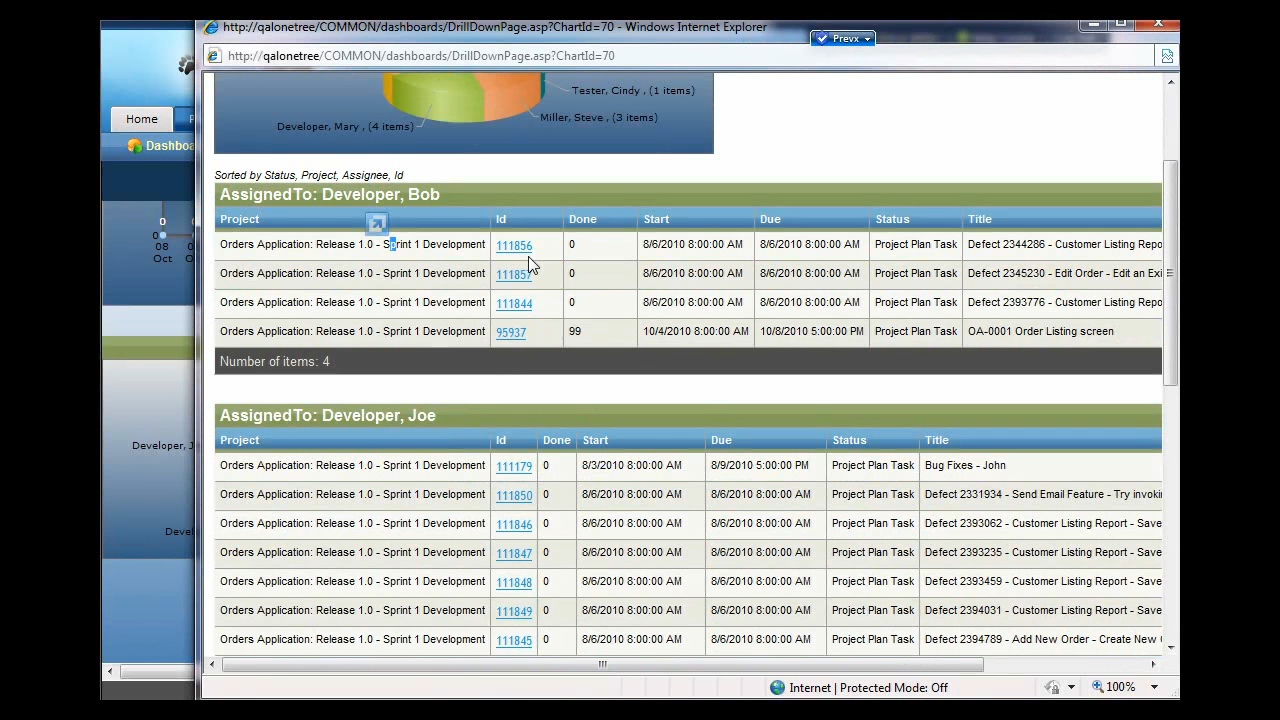 http://qalonetree/COMMON/dashboards/DrillDownPage.asp?ChartId=70 - Windows Internet Explorer
Prevx
http://qalonetree/COMMON/dashboards/DrillDownPage.asp?ChartId=70
Tester, Cindy , (1 items)
Miller, Steve , (3 items)
Developer, Mary , (4 items)
Home
Dashboa
0
0
08
Oct
0
Developer, J
Devel
Sorted by Status, Project, Assignee, Id
AssignedTo: Developer, Bob
Project Id Done Start Due Status Title
Orders Application: Release 1.0 - Sprint 1 Development 111856 0 8/6/2010 8:00:00 AM 8/6/2010 8:00:00 AM Project Plan Task Defect 2344286 - Customer Listing Repo
Orders Application: Release 1.0 - Sprint 1 Development 111857 0 8/6/2010 8:00:00 AM 8/6/2010 8:00:00 AM Project Plan Task Defect 2345230 - Edit Order - Edit an Exi
Orders Application: Release 1.0 - Sprint 1 Development 111844 0 8/6/2010 8:00:00 AM 8/6/2010 8:00:00 AM Project Plan Task Defect 2393776 - Customer Listing Repo
Orders Application: Release 1.0 - Sprint 1 Development 95937 99 10/4/2010 8:00:00 AM 10/8/2010 5:00:00 PM Project Plan Task OA-0001 Order Listing screen
Number of items: 4
AssignedTo: Developer, Joe
Project Id Done Start Due Status Title
Orders Application: Release 1.0 - Sprint 1 Development 111179 0 8/3/2010 8:00:00 AM 8/9/2010 5:00:00 PM Project Plan Task Bug Fixes - John
Orders Application: Release 1.0 - Sprint 1 Development 111850 0 8/6/2010 8:00:00 AM 8/6/2010 8:00:00 AM Project Plan Task Defect 2331934 - Send Email Feature - Try invokin
Orders Application: Release 1.0 - Sprint 1 Development 111846 0 8/6/2010 8:00:00 AM 8/6/2010 8:00:00 AM Project Plan Task Defect 2393062 - Customer Listing Report - Save
Orders Application: Release 1.0 - Sprint 1 Development 111847 0 8/6/2010 8:00:00 AM 8/6/2010 8:00:00 AM Project Plan Task Defect 2393235 - Customer Listing Report - Save
Orders Application: Release 1.0 - Sprint 1 Development 111848 0 8/6/2010 8:00:00 AM 8/6/2010 8:00:00 AM Project Plan Task Defect 2393459 - Customer Listing Report - Save
Orders Application: Release 1.0 - Sprint 1 Development 111849 0 8/6/2010 8:00:00 AM 8/6/2010 8:00:00 AM Project Plan Task Defect 2394031 - Customer Listing Report - Save
Orders Application: Release 1.0 - Sprint 1 Development 111845 0 8/6/2010 8:00:00 AM 8/6/2010 8:00:00 AM Project Plan Task Defect 2394789 - Add New Order - Create New
Internet | Protected Mode: Off
100%